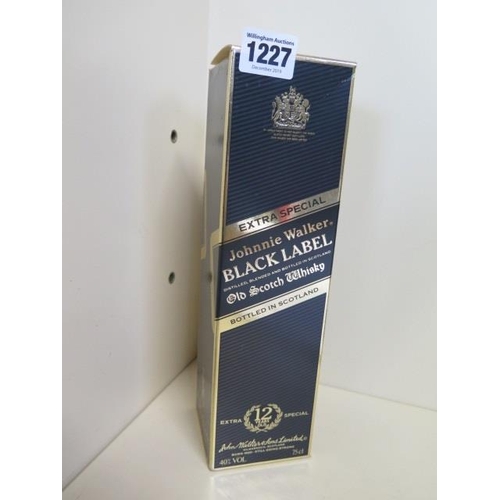 Willingham Auctions
1227
December 2019
EXTRA SPECIAL
Johnnie Walker
BLACK LABEL
DISTILLED, BLENDED AND BOTTLED IN SCOTLAND
Old Scotch Whisky
BOTTLED IN SCOTLAND
EXTRA 12 SPECIAL
John Walker & Sons Limited
40% VOL 75cl